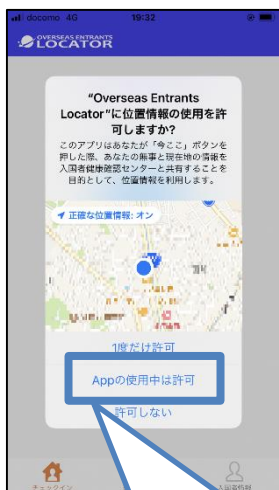 docomo 4G 19:32
OVERSEAS ENTRANTS
LOCATOR
“Overseas Entrants
Locator”に位置情報の使用を許
可しますか?
このアプリはあなたが「今ここ」ボタンを
押した際、あなたの無事と現在地の情報を
入国者健康確認センターと共有することを
目的として、位置情報を利用します。
正確な位置情報: オン
1度だけ許可
Appの使用中は許可
許可しない
チェックイン
入国者情報